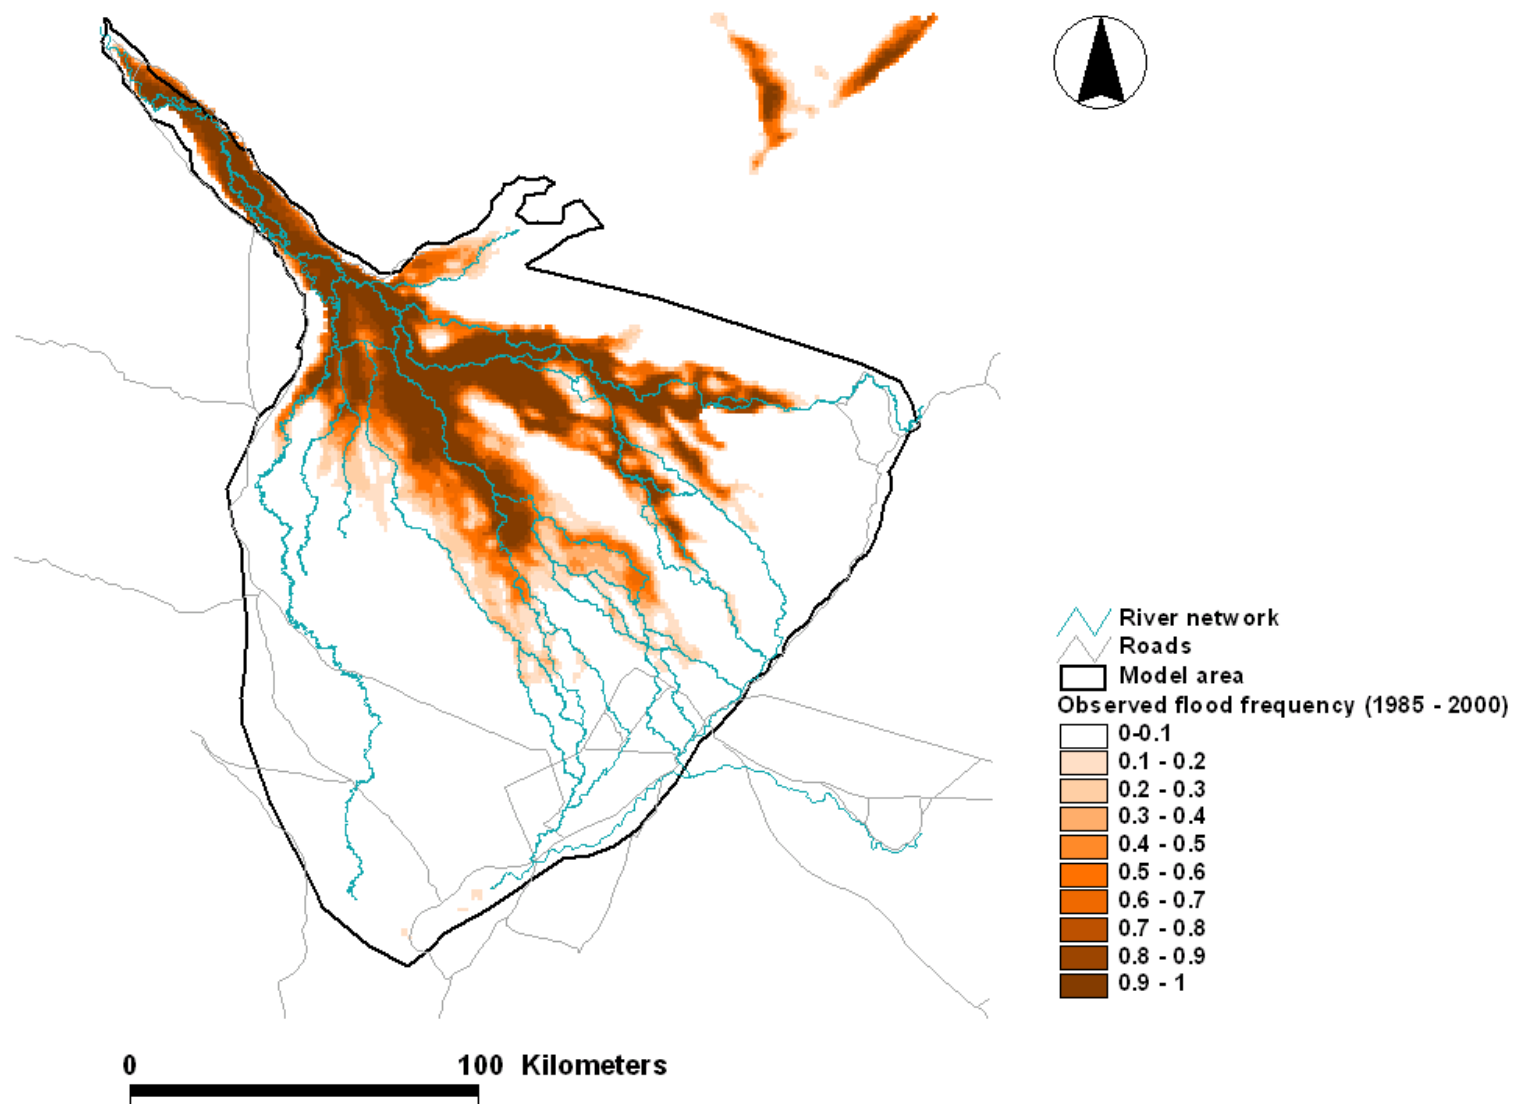 River network
Roads
Model area
Observed flood frequency (1985 - 2000)
0-0.1
0.1 - 0.2
0.2 - 0.3
0.3 - 0.4
0.4 - 0.5
0.5 - 0.6
0.6 - 0.7
0.7 - 0.8
0.8 - 0.9
0.9 - 1
0 100 Kilometers